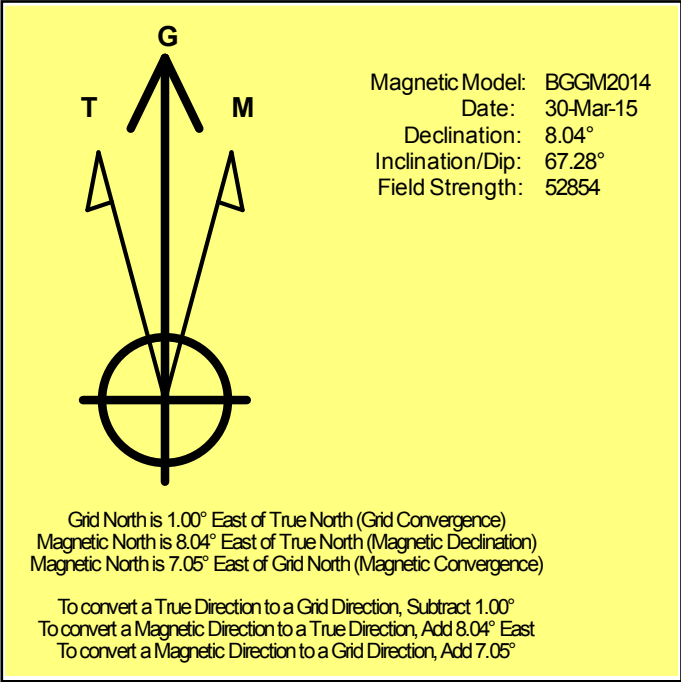 G
T M
Magnetic Model: BGGM2014
Date: 30-Mar-15
Declination: 8.04°
Inclination/Dip: 67.28°
Field Strength: 52854
Grid North is 1.00° East of True North (Grid Convergence)
Magnetic North is 8.04° East of True North (Magnetic Declination)
Magnetic North is 7.05° East of Grid North (Magnetic Convergence)
To convert a True Direction to a Grid Direction, Subtract 1.00°
To convert a Magnetic Direction to a True Direction, Add 8.04° East
To convert a Magnetic Direction to a Grid Direction, Add 7.05°